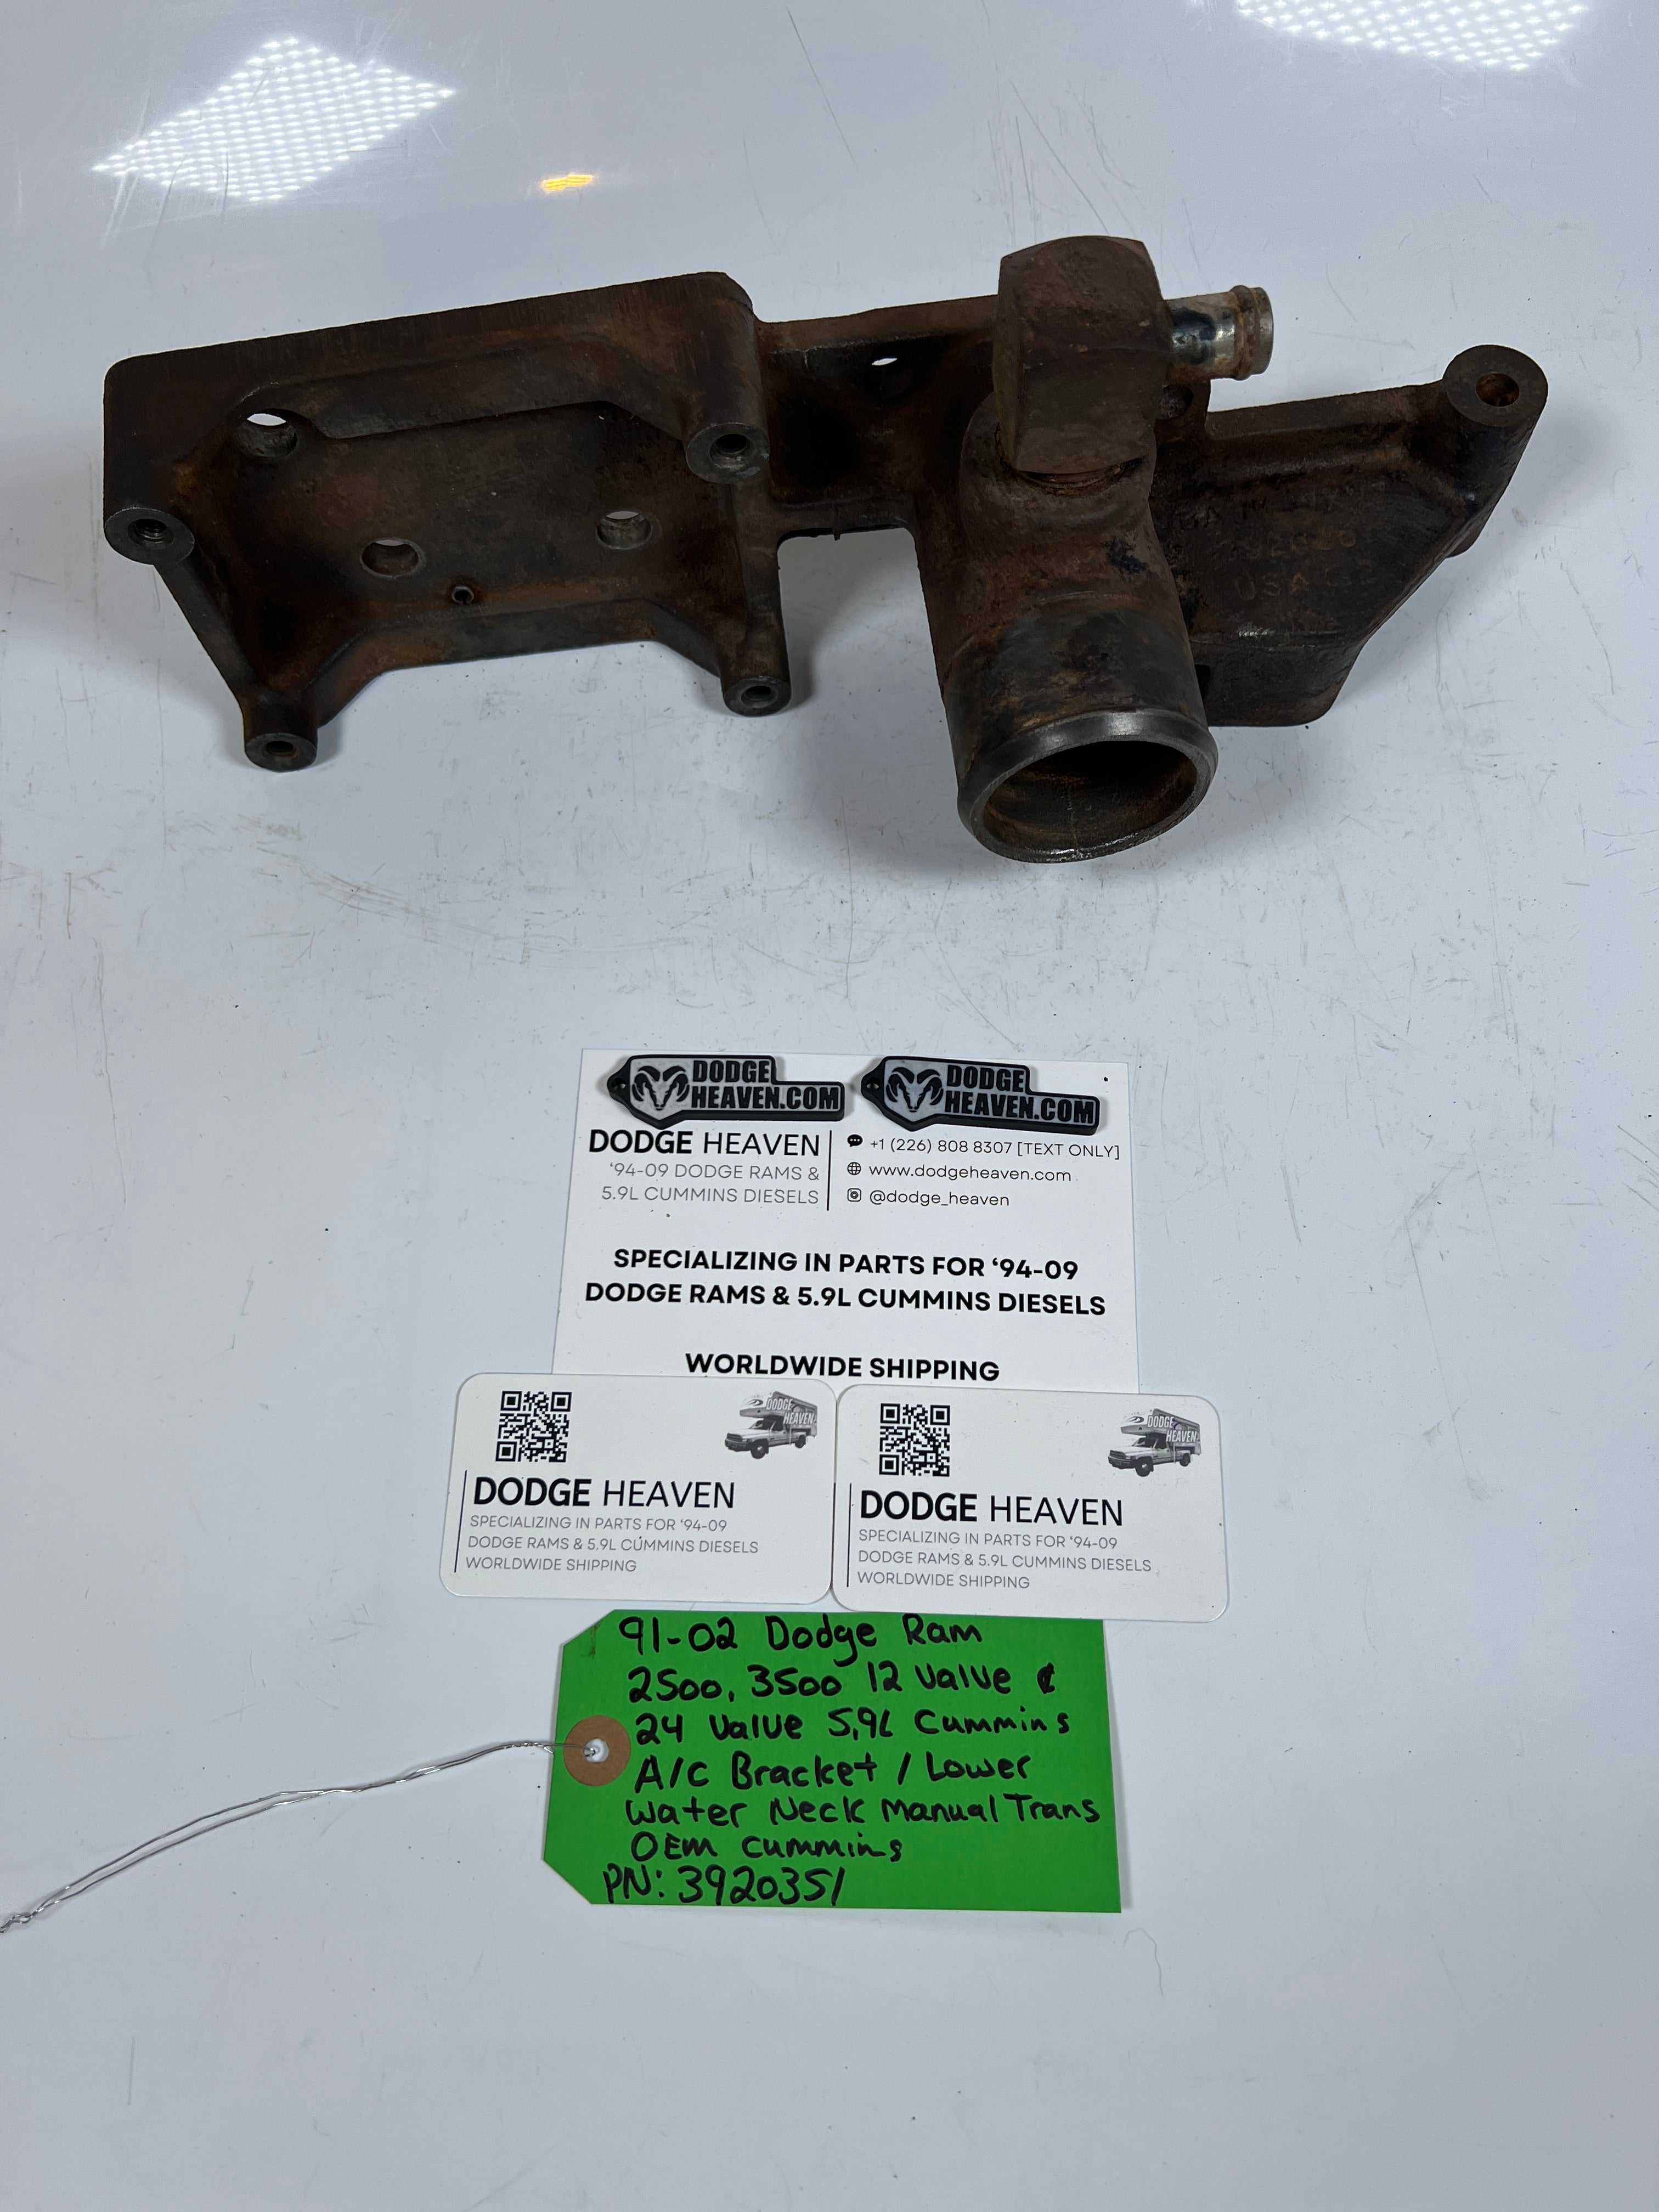 USA
DODGE
HEAVEN.COM
DODGE
HEAVEN.COM
DODGE HEAVEN
'94-09 DODGE RAMS &
5.9L CUMMINS DIESELS
+1 (226) 808 8307 [TEXT ONLY]
www.dodgeheaven.com
@dodge_heaven
SPECIALIZING IN PARTS FOR '94-09
DODGE RAMS & 5.9L CUMMINS DIESELS
WORLDWIDE SHIPPING
DODGE
HEAVEN
DODGE HEAVEN
SPECIALIZING IN PARTS FOR '94-09
DODGE RAMS & 5.9L CUMMINS DIESELS
WORLDWIDE SHIPPING
DODGE
HEAVEN
DODGE HEAVEN
SPECIALIZING IN PARTS FOR '94-09
DODGE RAMS & 5.9L CUMMINS DIESELS
WORLDWIDE SHIPPING
91-02 Dodge Ram
2500, 3500 12 Valve &
24 Valve 5.9L Cummins
A/C Bracket / Lower
Water Neck Manual Trans
OEM Cummins
PN: 3920351